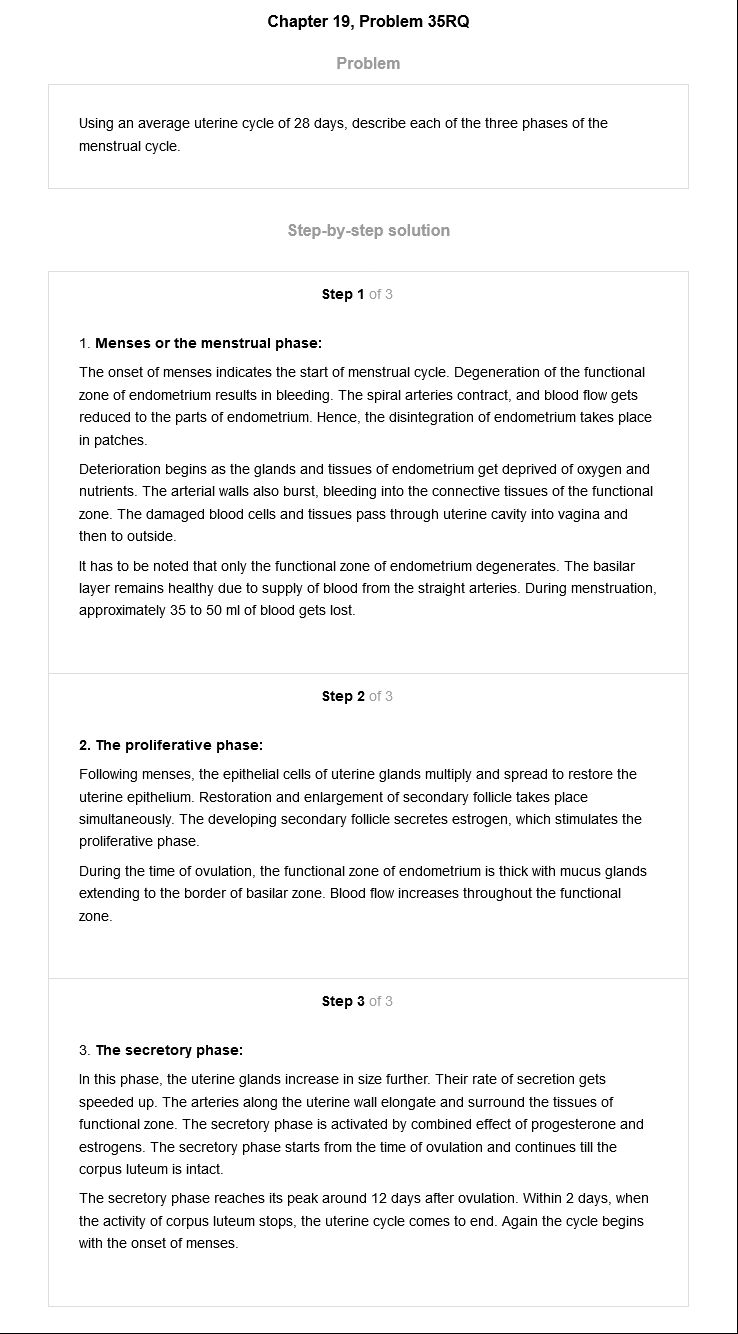 Chapter 19, Problem 35RQ
Problem
Using an average uterine cycle of 28 days, describe each of the three phases of the
menstrual cycle.
Step-by-step solution
Step 1 of 3
1. Menses or the menstrual phase:
The onset of menses indicates the start of menstrual cycle. Degeneration of the functional
zone of endometrium results in bleeding. The spiral arteries contract, and blood flow gets
reduced to the parts of endometrium. Hence, the disintegration of endometrium takes place
in patches.
Deterioration begins as the glands and tissues of endometrium get deprived of oxygen and
nutrients. The arterial walls also burst, bleeding into the connective tissues of the functional
zone. The damaged blood cells and tissues pass through uterine cavity into vagina and
then to outside.
It has to be noted that only the functional zone of endometrium degenerates. The basilar
layer remains healthy due to supply of blood from the straight arteries. During menstruation,
approximately 35 to 50 ml of blood gets lost.
Step 2 of 3
2. The proliferative phase:
Following menses, the epithelial cells of uterine glands multiply and spread to restore the
uterine epithelium. Restoration and enlargement of secondary follicle takes place
simultaneously. The developing secondary follicle secretes estrogen, which stimulates the
proliferative phase.
During the time of ovulation, the functional zone of endometrium is thick with mucus glands
extending to the border of basilar zone. Blood flow increases throughout the functional
zone.
Step 3 of 3
3. The secretory phase:
In this phase, the uterine glands increase in size further. Their rate of secretion gets
speeded up. The arteries along the uterine wall elongate and surround the tissues of
functional zone. The secretory phase is activated by combined effect of progesterone and
estrogens. The secretory phase starts from the time of ovulation and continues till the
corpus luteum is intact.
The secretory phase reaches its peak around 12 days after ovulation. Within 2 days, when
the activity of corpus luteum stops, the uterine cycle comes to end. Again the cycle begins
with the onset of menses.